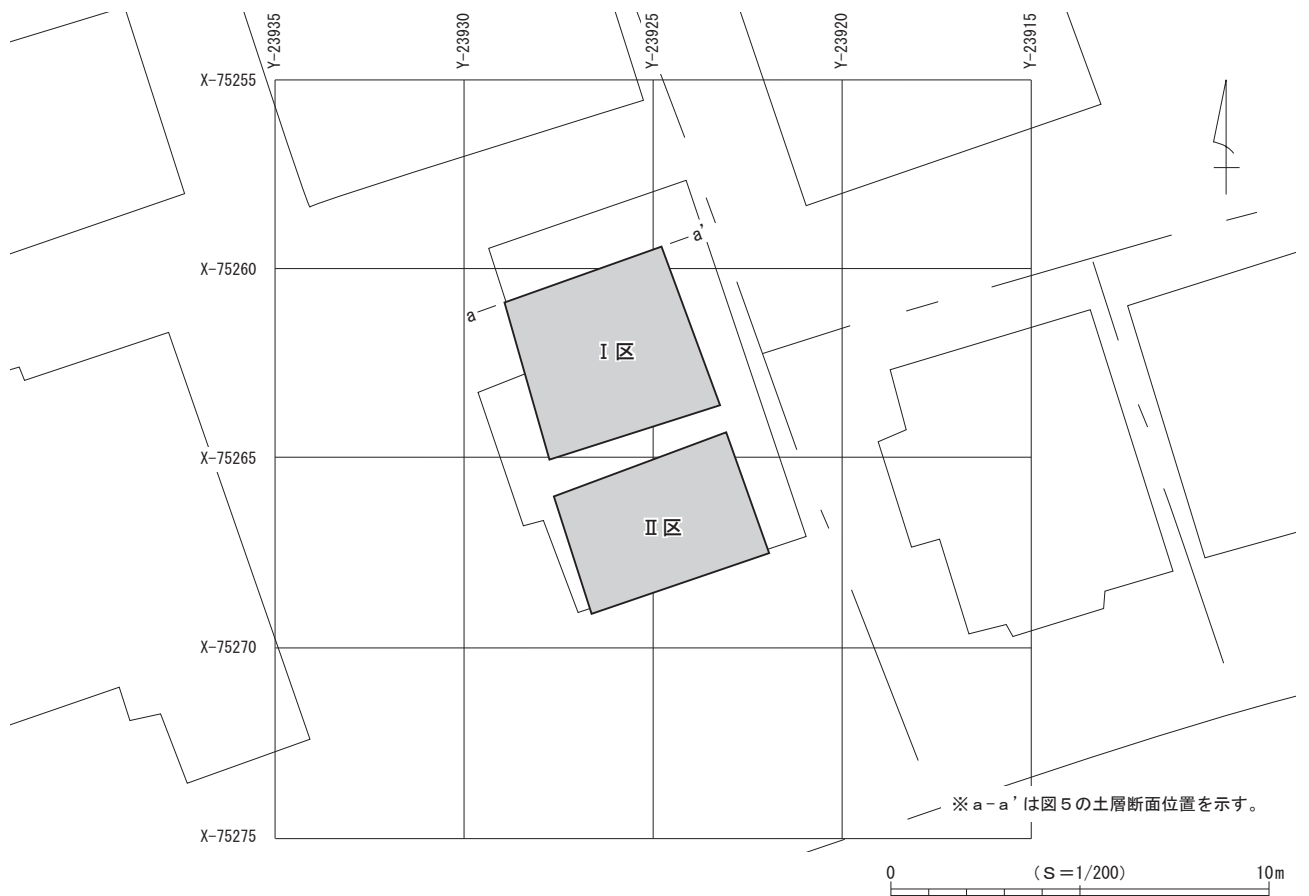 Y-23935
Y-23930
Y-23925
Y-23920
Y-23915
X-75255
X-75260
X-75265
X-75270
X-75275
a'
a
Ⅰ区
Ⅱ区
※a-a'は図5の土層断面位置を示す。
0 (S=1/200) 10m